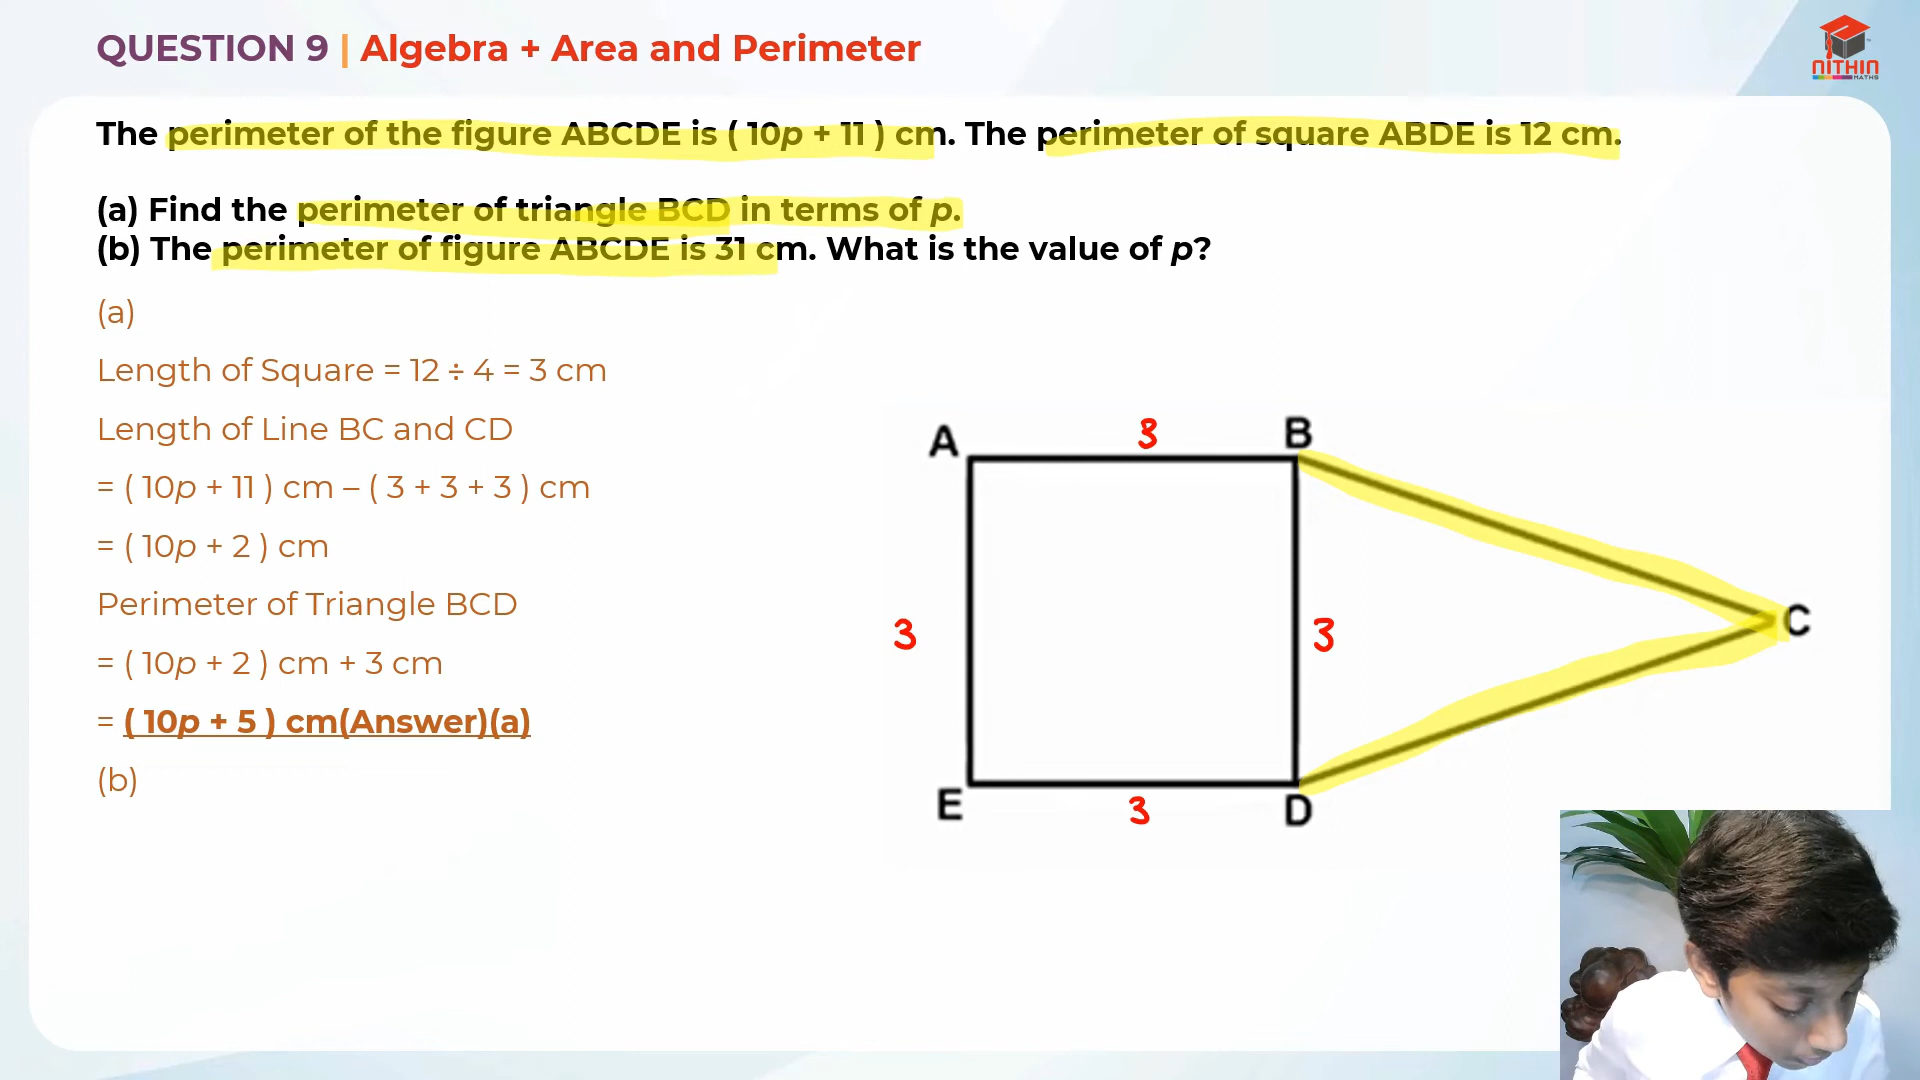 QUESTION 9 | Algebra + Area and Perimeter
NITHIN
MATHS
The perimeter of the figure ABCDE is ( 10p + 11 ) cm. The perimeter of square ABDE is 12 cm.
(a) Find the perimeter of triangle BCD in terms of p.
(b) The perimeter of figure ABCDE is 31 cm. What is the value of p?
(a)
Length of Square = 12 ÷ 4 = 3 cm
Length of Line BC and CD
= ( 10p + 11 ) cm – ( 3 + 3 + 3 ) cm
= ( 10p + 2 ) cm
Perimeter of Triangle BCD
= ( 10p + 2 ) cm + 3 cm
= ( 10p + 5 ) cm(Answer)(a)
(b)
A 3 B
3 3 C
E 3 D